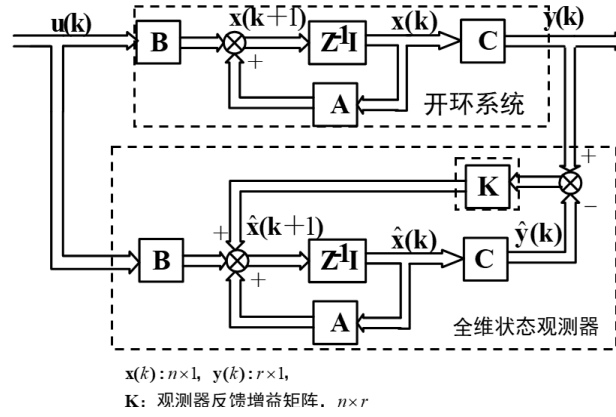 u(k) B x(k+1) Z⁻¹I x(k) C y(k)
+
A
开环系统
K + −
+ x̂(k+1) x̂(k) ŷ(k)
B + Z⁻¹I C
A
全维状态观测器
x(k) : n×1, y(k) : r×1,
K: 观测器反馈增益矩阵, n×r